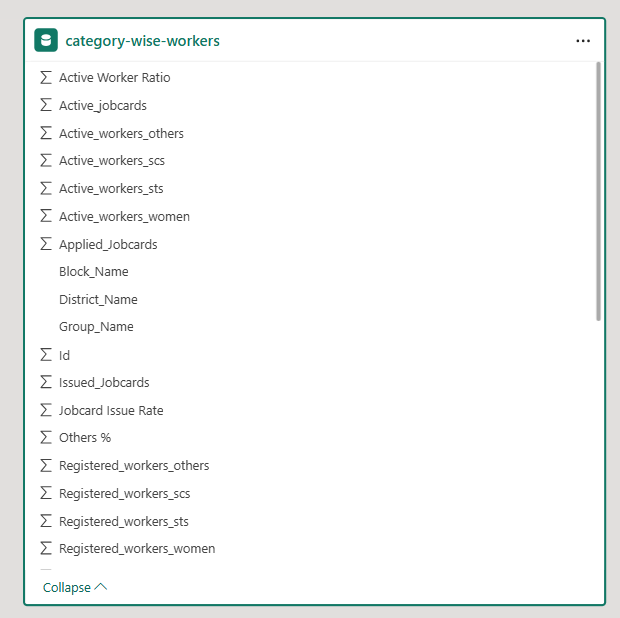 category-wise-workers
Active Worker Ratio
Active_jobcards
Active_workers_others
Active_workers_scs
Active_workers_sts
Active_workers_women
Applied_Jobcards
Block_Name
District_Name
Group_Name
Id
Issued_Jobcards
Jobcard Issue Rate
Others %
Registered_workers_others
Registered_workers_scs
Registered_workers_sts
Registered_workers_women
Collapse